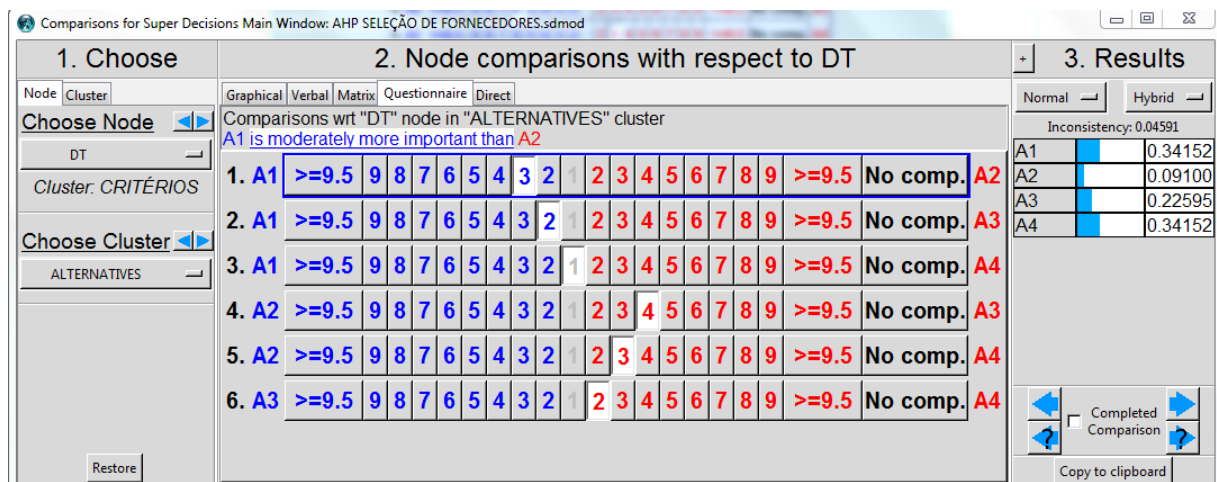 Comparisons for Super Decisions Main Window: AHP SELEÇÃO DE FORNECEDORES.sdmod
1. Choose
Node Cluster
Choose Node
DT
Cluster: CRITÉRIOS
Choose Cluster
ALTERNATIVES
Restore
2. Node comparisons with respect to DT
Graphical Verbal Matrix Questionnaire Direct
Comparisons wrt "DT" node in "ALTERNATIVES" cluster
A1 is moderately more important than A2
1. A1 >=9.5 9 8 7 6 5 4 3 2 1 2 3 4 5 6 7 8 9 >=9.5 No comp. A2
2. A1 >=9.5 9 8 7 6 5 4 3 2 1 2 3 4 5 6 7 8 9 >=9.5 No comp. A3
3. A1 >=9.5 9 8 7 6 5 4 3 2 1 2 3 4 5 6 7 8 9 >=9.5 No comp. A4
4. A2 >=9.5 9 8 7 6 5 4 3 2 1 2 3 4 5 6 7 8 9 >=9.5 No comp. A3
5. A2 >=9.5 9 8 7 6 5 4 3 2 1 2 3 4 5 6 7 8 9 >=9.5 No comp. A4
6. A3 >=9.5 9 8 7 6 5 4 3 2 1 2 3 4 5 6 7 8 9 >=9.5 No comp. A4
+ 3. Results
Normal Hybrid
Inconsistency: 0.04591
A1 0.34152
A2 0.09100
A3 0.22595
A4 0.34152
Completed
Comparison
? ?
Copy to clipboard